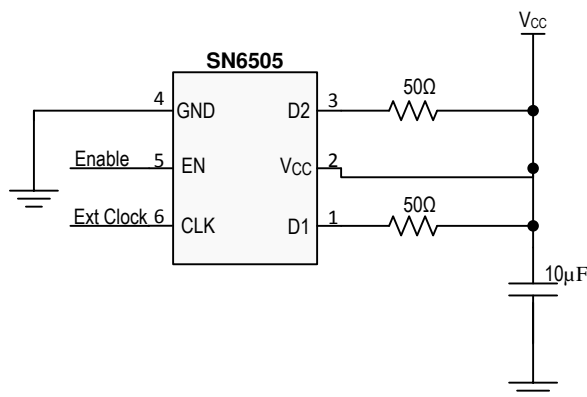 VCC
SN6505
50Ω
4 GND D2 3
Enable 5 EN VCC 2
Ext Clock 6 CLK D1 1
50Ω
10μF